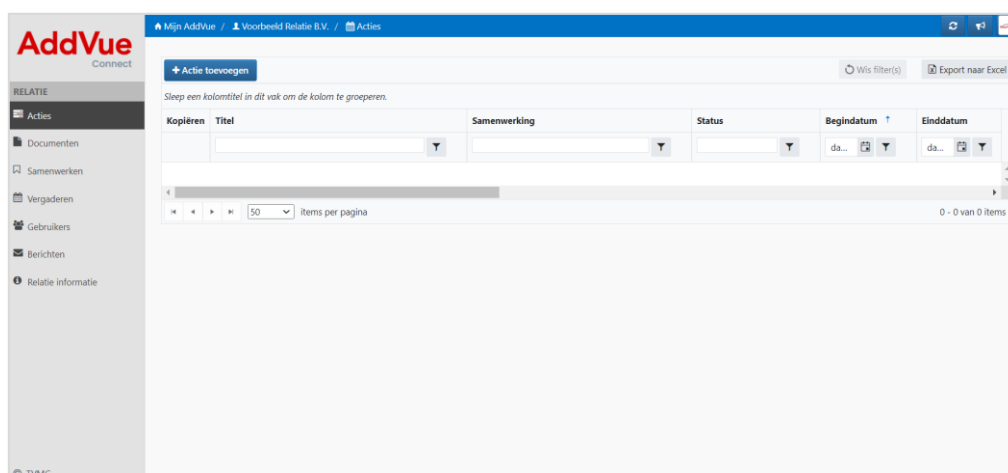 AddVue
Connect
Mijn AddVue / Voorbeeld Relatie B.V. / Acties
RELATIE
Acties
Documenten
Samenwerken
Vergaderen
Gebruikers
Berichten
Relatie informatie
+ Actie toevoegen
Wis filter(s)
Export naar Excel
Sleep een kolomtitel in dit vak om de kolom te groeperen.
Kopiëren Titel Samenwerking Status Begindatum ↑ Einddatum
da... da...
50 items per pagina
0 - 0 van 0 items